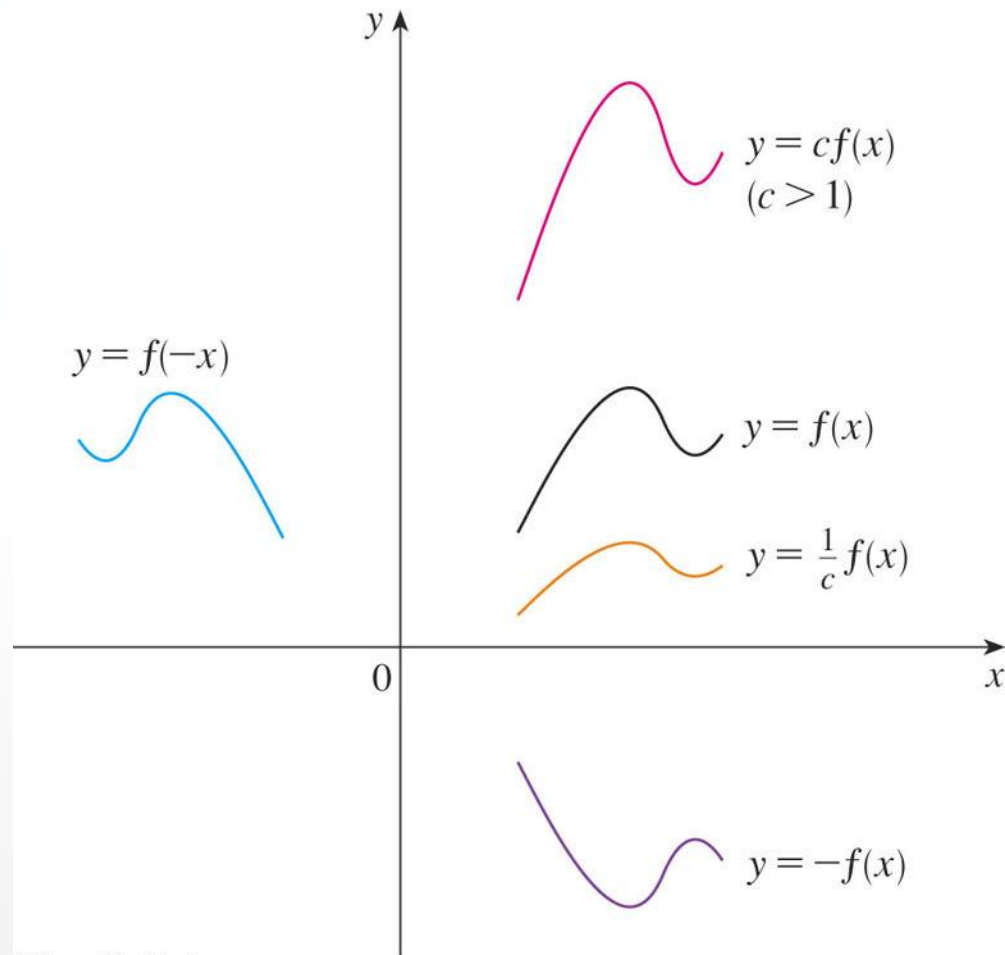 y
y = cf(x)
(c > 1)
y = f(−x)
y = f(x)
y = 1/c f(x)
0
x
y = −f(x)